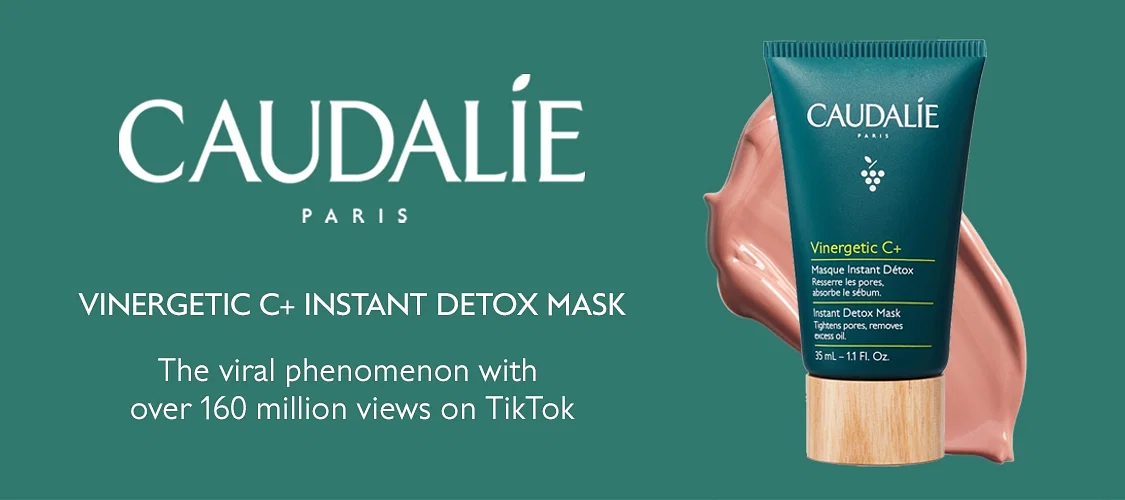 CAUDALÍE
PARIS
VINERGETIC C+ INSTANT DETOX MASK
The viral phenomenon with
over 160 million views on TikTok
CAUDALÍE
PARIS
Vinergetic C+
Masque Instant Détox
Resserre les pores,
absorbe le sébum.
Instant Detox Mask
Tightens pores, removes
excess oil.
35 mL – 1.1 Fl. Oz.